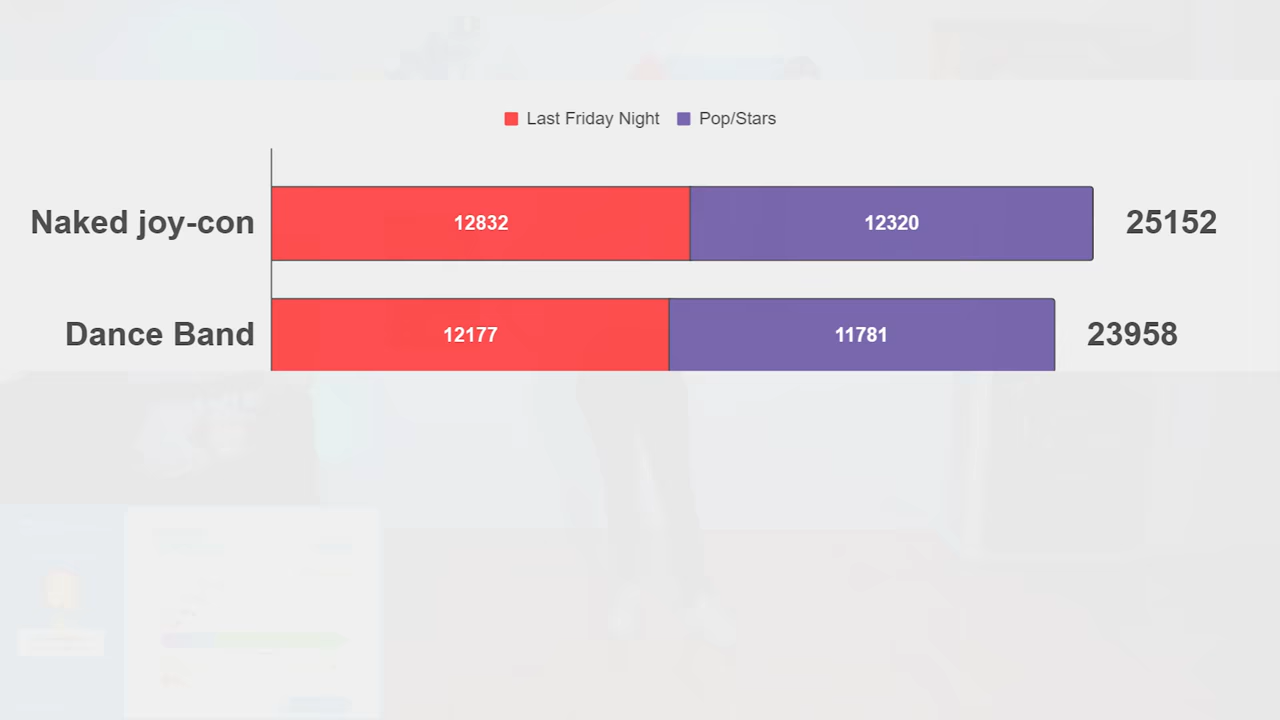 Last Friday Night Pop/Stars
Naked joy-con 12832 12320 25152
Dance Band 12177 11781 23958